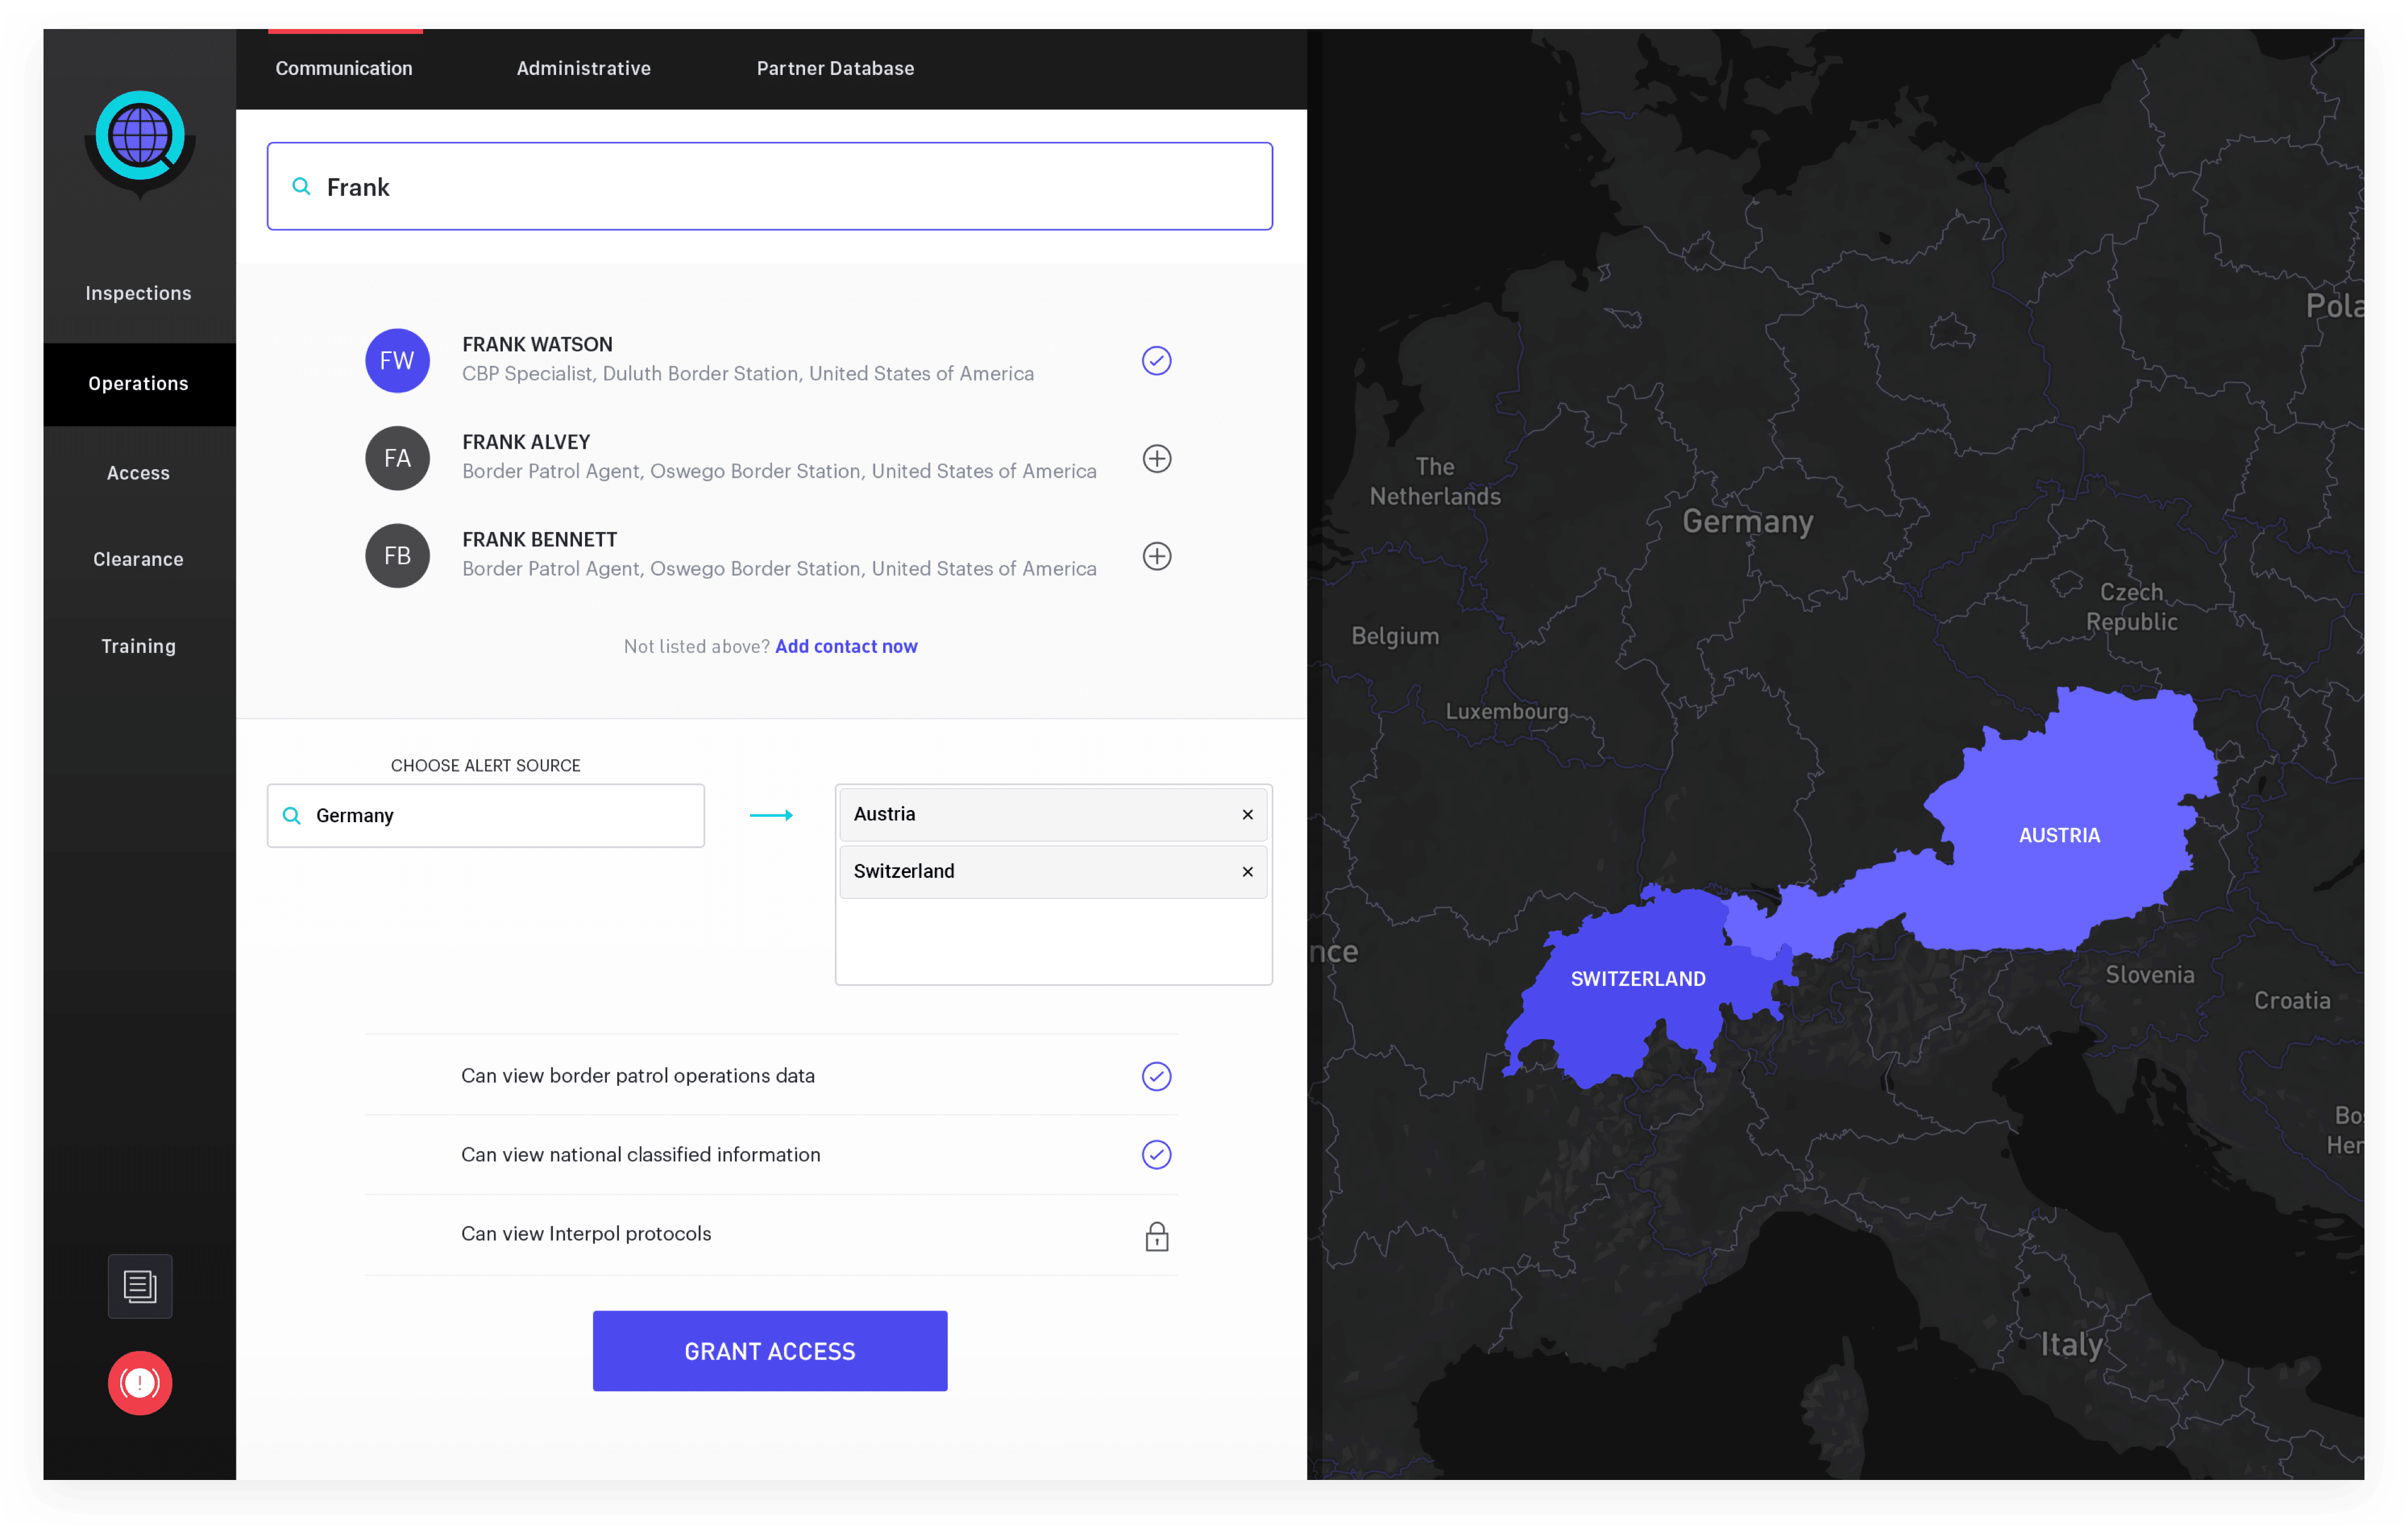 Communication
Administrative
Partner Database
Inspections
Operations
Access
Clearance
Training
Frank
FW
FRANK WATSON
CBP Specialist, Duluth Border Station, United States of America
FA
FRANK ALVEY
Border Patrol Agent, Oswego Border Station, United States of America
FB
FRANK BENNETT
Border Patrol Agent, Oswego Border Station, United States of America
Not listed above? Add contact now
CHOOSE ALERT SOURCE
Germany
Austria
Switzerland
Can view border patrol operations data
Can view national classified information
Can view Interpol protocols
GRANT ACCESS
Pola
The
Netherlands
Germany
Czech
Republic
Belgium
Luxembourg
AUSTRIA
nce
SWITZERLAND
Slovenia
Croatia
Bo
Her
Italy